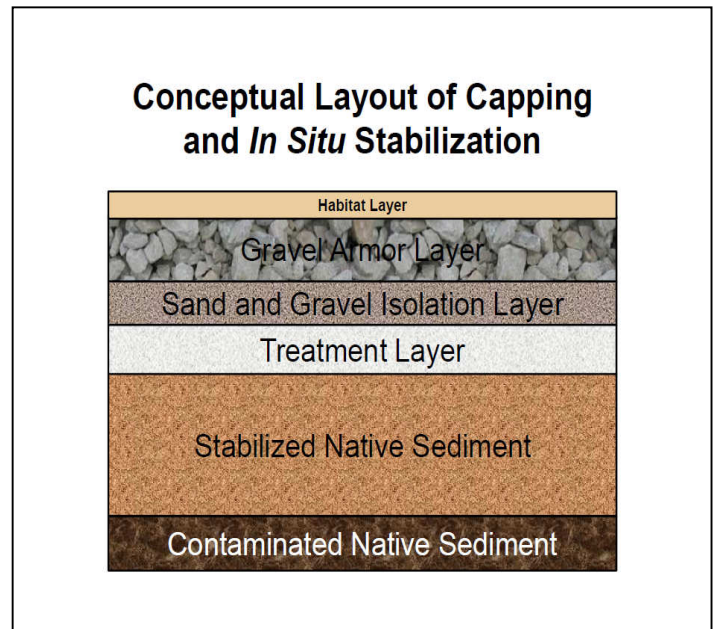 Conceptual Layout of Capping
and In Situ Stabilization
Habitat Layer
Gravel Armor Layer
Sand and Gravel Isolation Layer
Treatment Layer
Stabilized Native Sediment
Contaminated Native Sediment